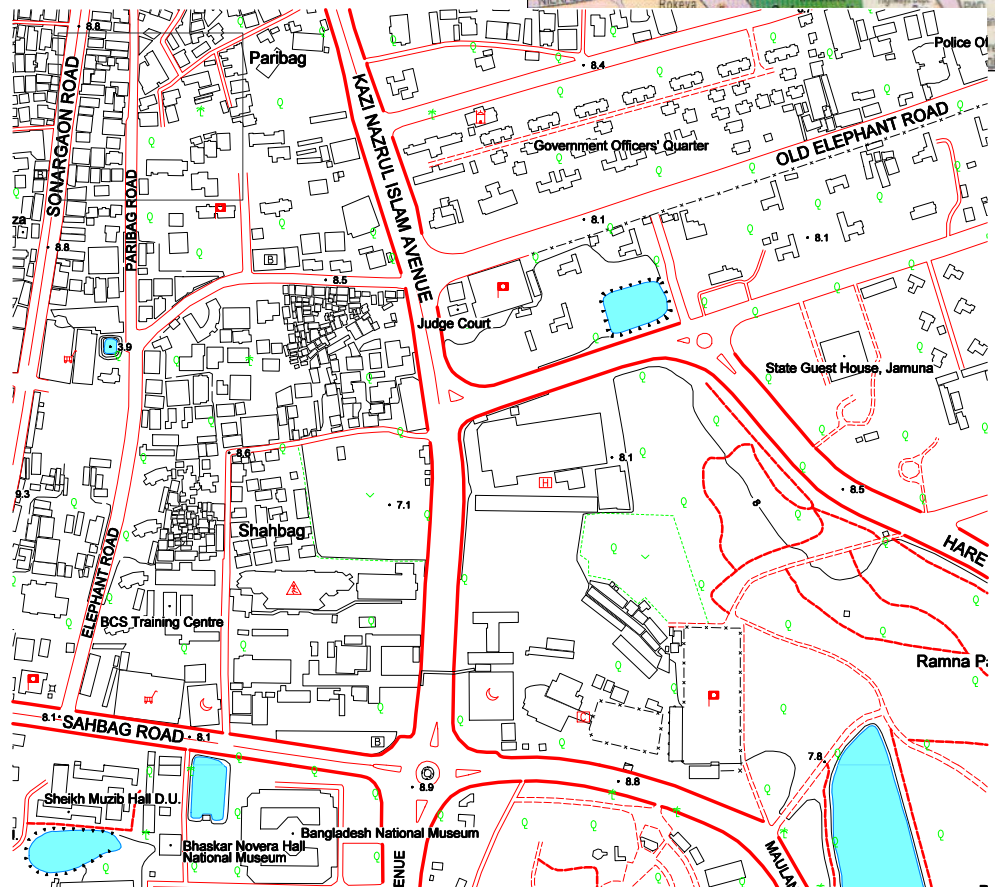 Rokeya
8.8
Paribag
Police Of
8.4
SONARGAON ROAD
KAZI NAZRUL ISLAM AVENUE
Government Officers' Quarter
OLD ELEPHANT ROAD
PARIBAG ROAD
za
8.8
8.1
8.1
B
8.5
Judge Court
3.9
State Guest House, Jamuna
8.6
8.1
H
9.3
7.1
8
8.5
Shahbag
HARE
ELEPHANT ROAD
BCS Training Centre
Ramna Pa
8.1
SAHBAG ROAD
8.1
B
C
7.8
8.9
8.8
Sheikh Muzib Hall D.U.
Bangladesh National Museum
Bhaskar Novera Hall
National Museum
l.
ENUE
MAULAN